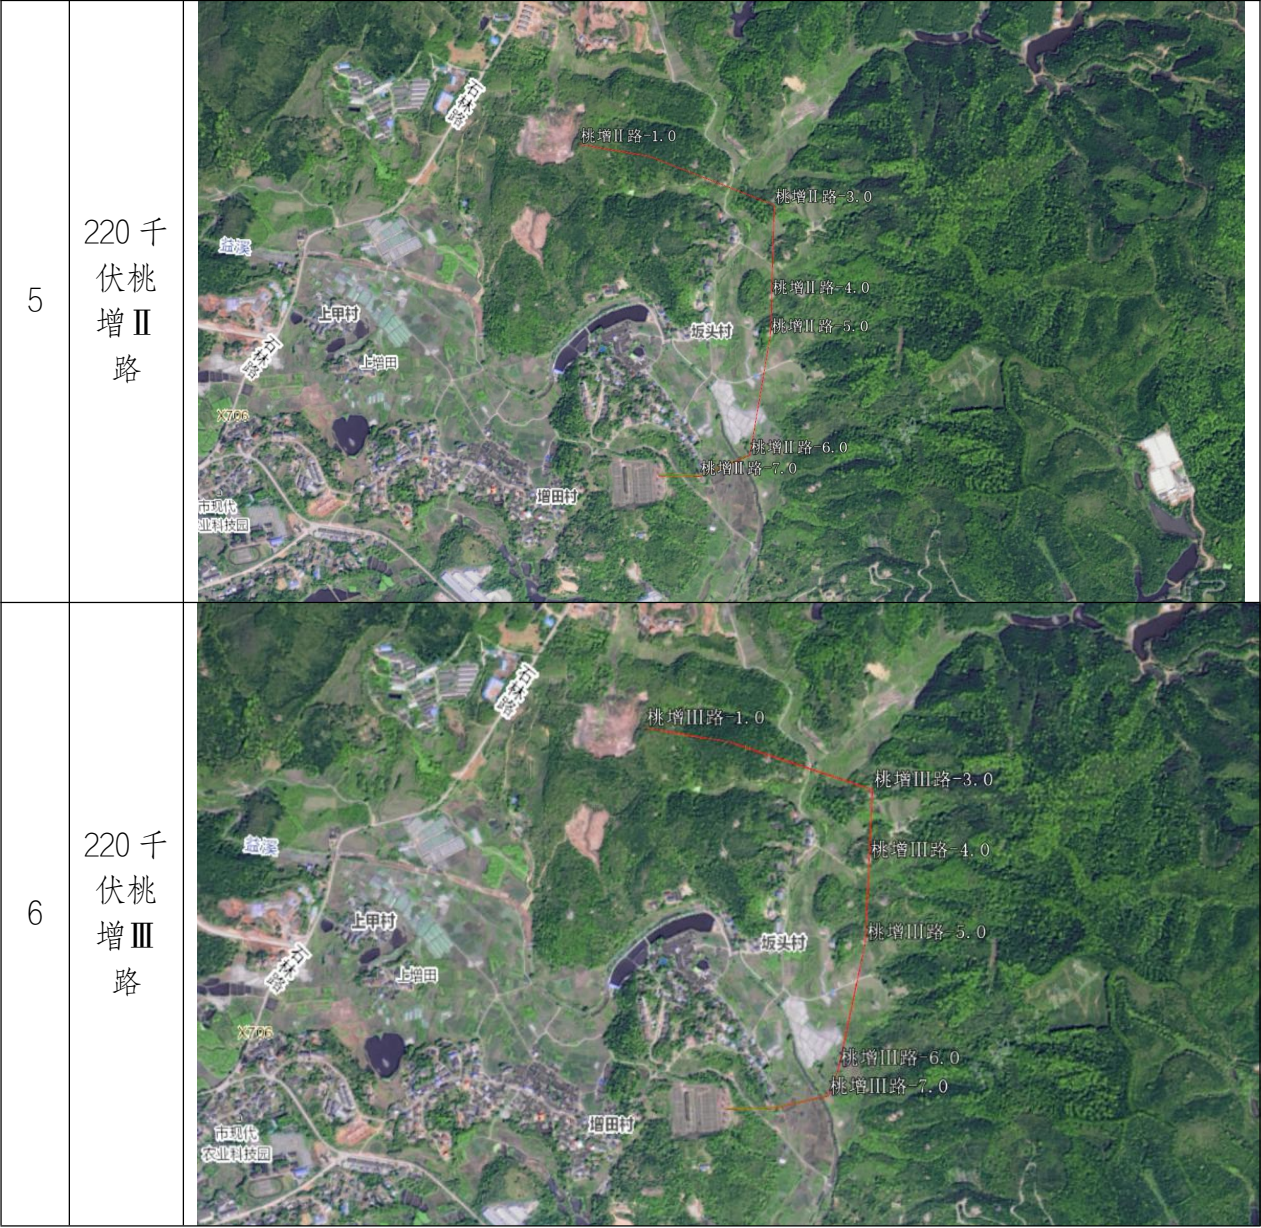 5
220 千
伏桃
增Ⅱ
路
石林路
桃增Ⅱ路-1.0
桃增Ⅱ路-3.0
益溪
桃增Ⅱ路-4.0
上甲村
桃增Ⅱ路-5.0
坂头村
石林路
上增田
X706
桃增Ⅱ路-6.0
桃增Ⅱ路-7.0
增田村
市现代
业科技园
6
220 千
伏桃
增Ⅲ
路
石林路
桃增Ⅲ路-1.0
桃增Ⅲ路-3.0
益溪
桃增Ⅲ路-4.0
上甲村
桃增Ⅲ路-5.0
坂头村
石林路
上增田
X706
桃增Ⅲ路-6.0
桃增Ⅲ路-7.0
增田村
市现代
农业科技园